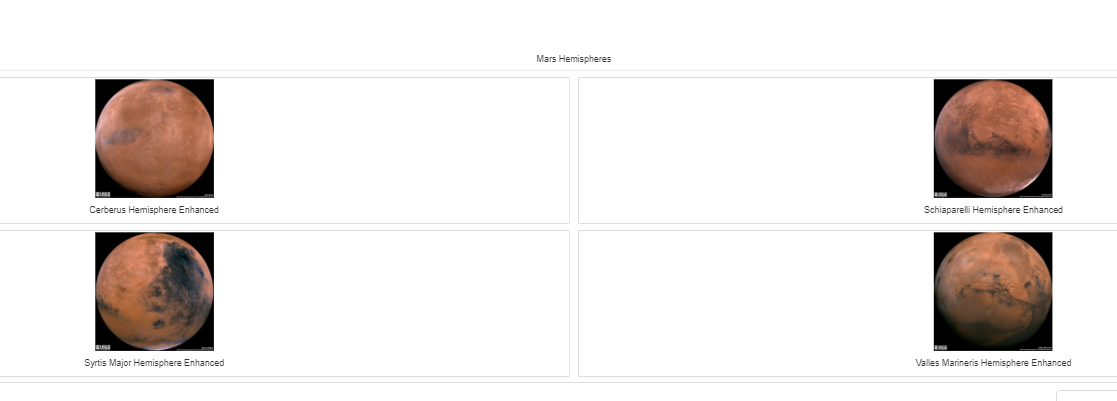 Mars Hemispheres
Cerberus Hemisphere Enhanced
Schiaparelli Hemisphere Enhanced
Syrtis Major Hemisphere Enhanced
Valles Marineris Hemisphere Enhanced